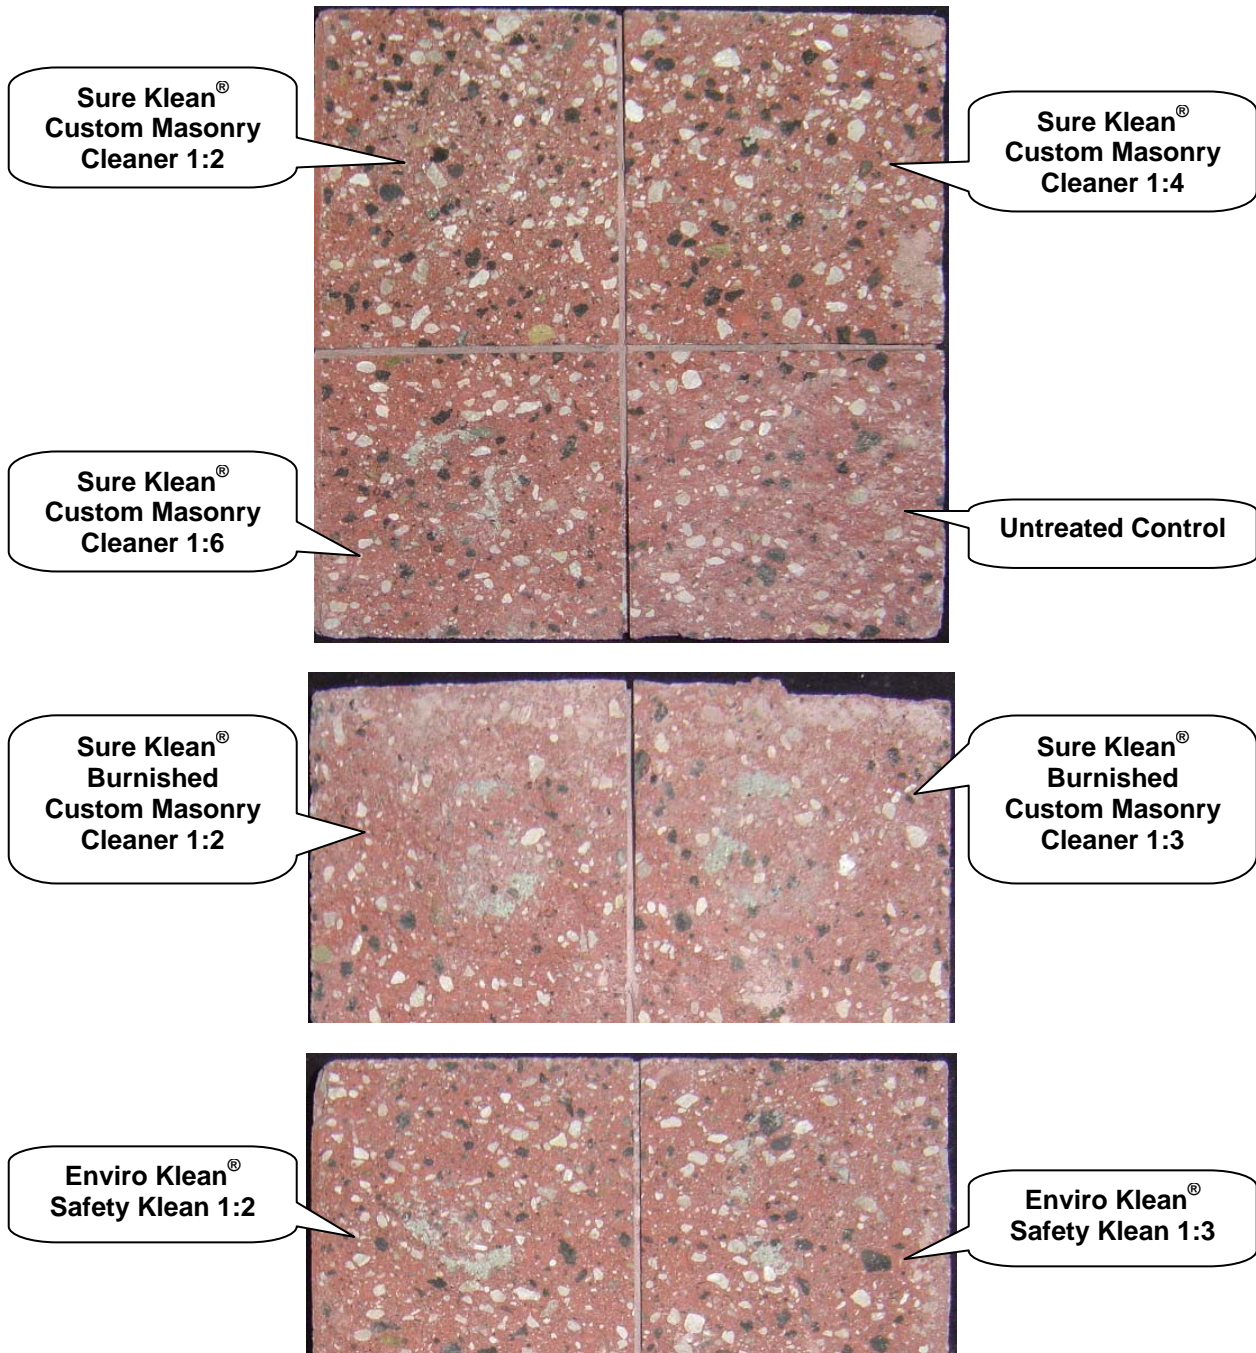 Sure Klean®
Custom Masonry
Cleaner 1:2
Sure Klean®
Custom Masonry
Cleaner 1:4
Sure Klean®
Custom Masonry
Cleaner 1:6
Untreated Control
Sure Klean®
Burnished
Custom Masonry
Cleaner 1:2
Sure Klean®
Burnished
Custom Masonry
Cleaner 1:3
Enviro Klean®
Safety Klean 1:2
Enviro Klean®
Safety Klean 1:3